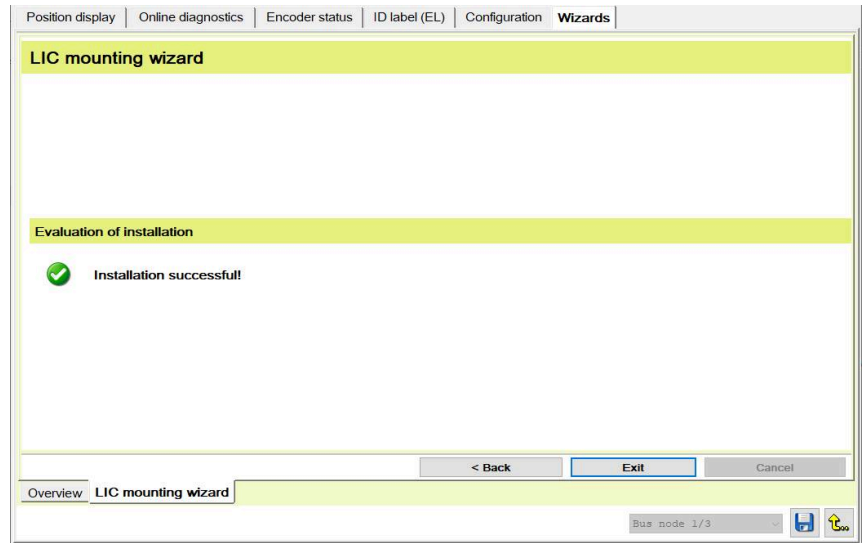 Position display Online diagnostics Encoder status ID label (EL) Configuration Wizards
LIC mounting wizard
Evaluation of installation
Installation successful!
< Back Exit Cancel
Overview LIC mounting wizard
Bus node 1/3